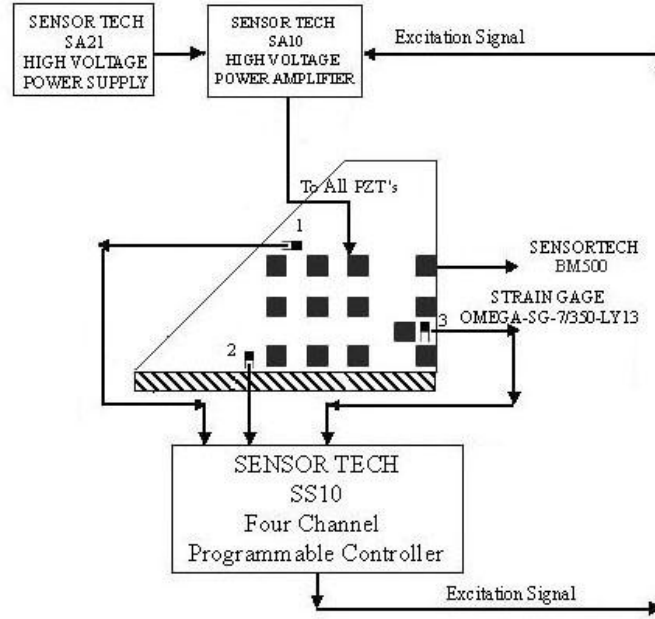 SENSOR TECH
SA21
HIGH VOLTAGE
POWER SUPPLY
SENSOR TECH
SA10
HIGH VOLTAGE
POWER AMPLIFIER
Excitation Signal
To All PZT's
1
SENSORTECH
BM500
STRAIN GAGE
OMEGA-SG-7/350-LY13
3
2
SENSOR TECH
SS10
Four Channel
Programmable Controller
Excitation Signal